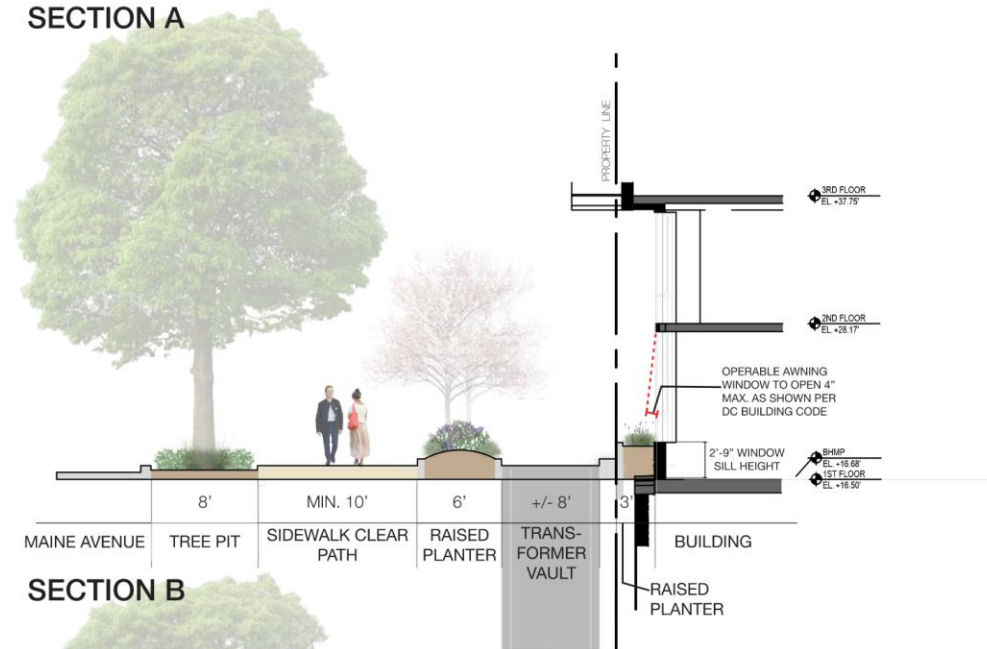 SECTION A
PROPERTY LINE
3RD FLOOR
EL. +37.75'
2ND FLOOR
EL. +28.17'
OPERABLE AWNING
WINDOW TO OPEN 4"
MAX. AS SHOWN PER
DC BUILDING CODE
2'-9" WINDOW
SILL HEIGHT
BHMP
EL. +16.68'
1ST FLOOR
EL. +16.50'
8'
MIN. 10'
6'
+/- 8'
3'
MAINE AVENUE
TREE PIT
SIDEWALK CLEAR
PATH
RAISED
PLANTER
TRANS-
FORMER
VAULT
BUILDING
RAISED
PLANTER
SECTION B